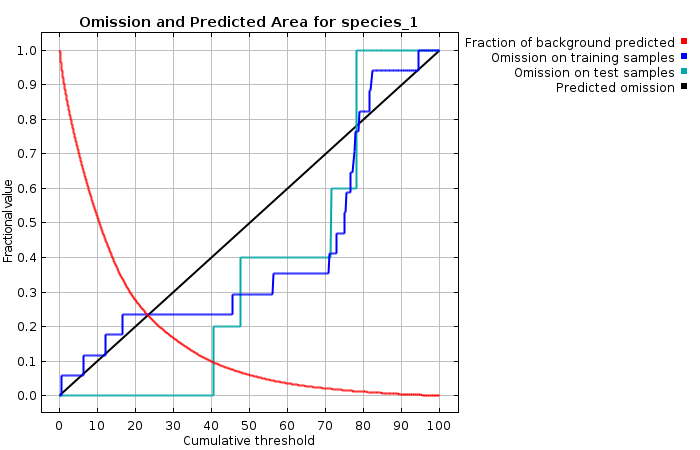 Omission and Predicted Area for species_1
Fraction of background predicted
Omission on training samples
Omission on test samples
Predicted omission
1.0
0.9
0.8
0.7
0.6
0.5
0.4
0.3
0.2
0.1
0.0
Fractional value
0 10 20 30 40 50 60 70 80 90 100
Cumulative threshold